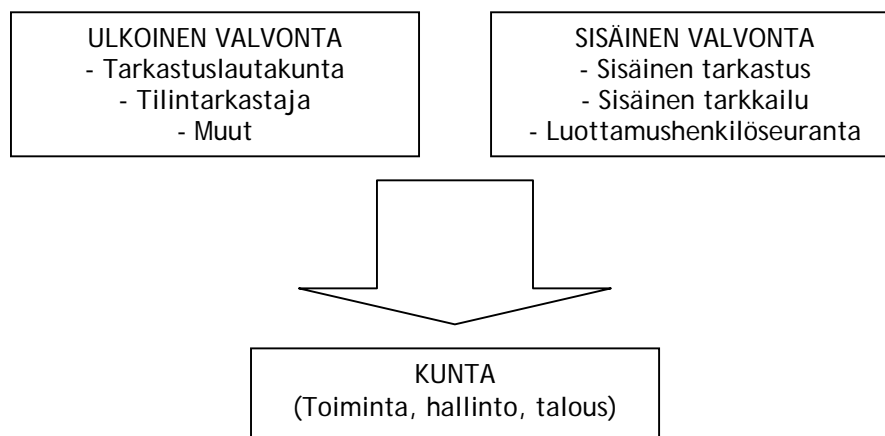 ULKOINEN VALVONTA
- Tarkastuslautakunta
- Tilintarkastaja
- Muut
SISÄINEN VALVONTA
- Sisäinen tarkastus
- Sisäinen tarkkailu
- Luottamushenkilöseuranta
KUNTA
(Toiminta, hallinto, talous)